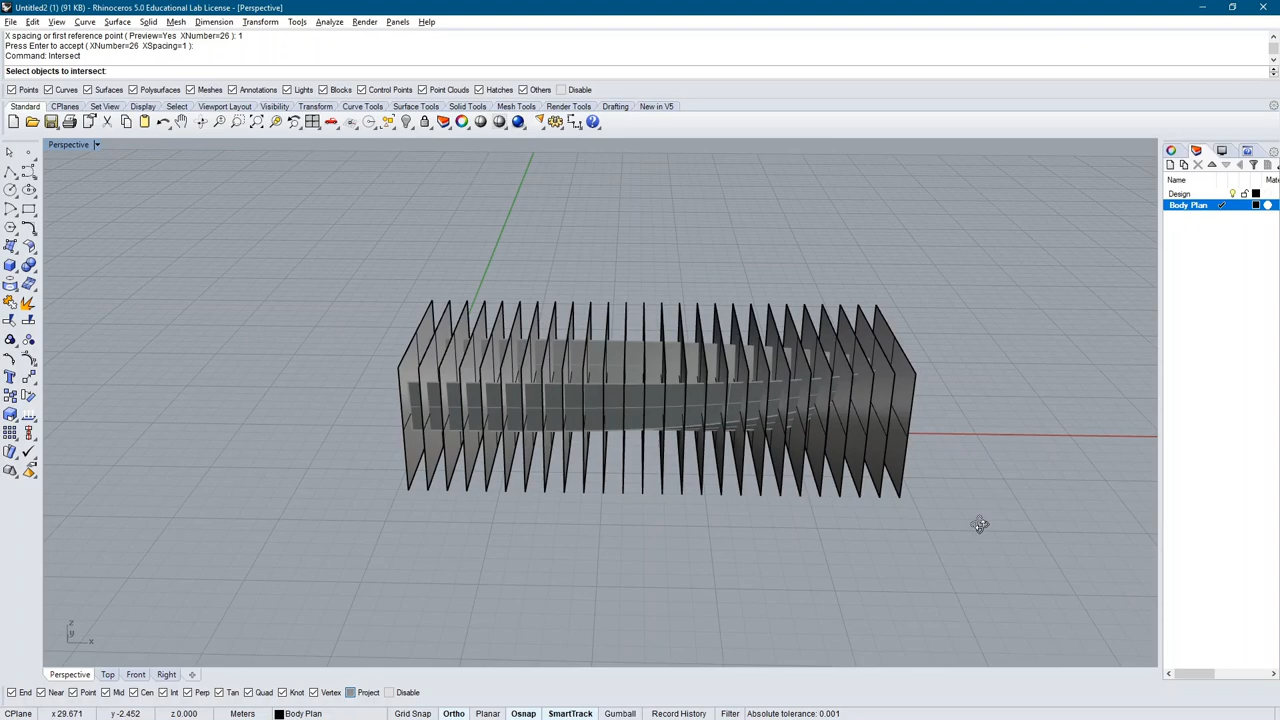 Untitled2 (1) (91 KB) - Rhinoceros 5.0 Educational Lab License - [Perspective]
File Edit View Curve Surface Solid Mesh Dimension Transform Tools Analyze Render Panels Help
X spacing or first reference point ( Preview=Yes XNumber=26 ): 1
Press Enter to accept ( XNumber=26 XSpacing=1 ):
Command: Intersect
Select objects to intersect:
Points Curves Surfaces Polysurfaces Meshes Annotations Lights Blocks Control Points Point Clouds Hatches Others Disable
Standard CPlanes Set View Display Select Viewport Layout Visibility Transform Curve Tools Surface Tools Solid Tools Mesh Tools Render Tools Drafting New in V5
Perspective
Name Mate
Design
Body Plan
z
y
x
Perspective Top Front Right
End Near Point Mid Cen Int Perp Tan Quad Knot Vertex Project Disable
CPlane x 29.671 y -2.452 z 0.000 Meters Body Plan Grid Snap Ortho Planar Osnap SmartTrack Gumball Record History Filter Absolute tolerance: 0.001